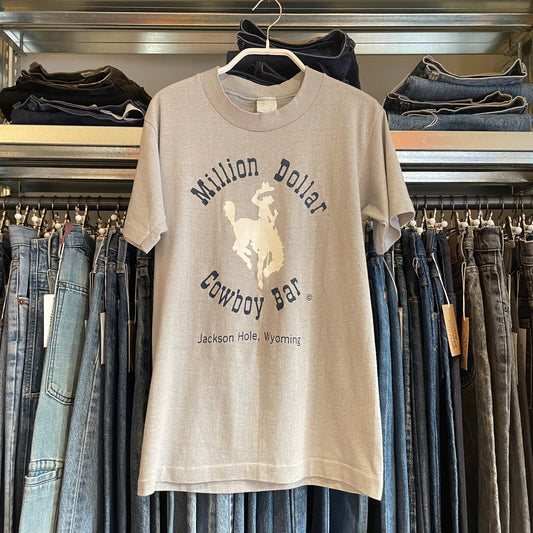 Million Dollar
Cowboy Bar
©
Jackson Hole, Wyoming